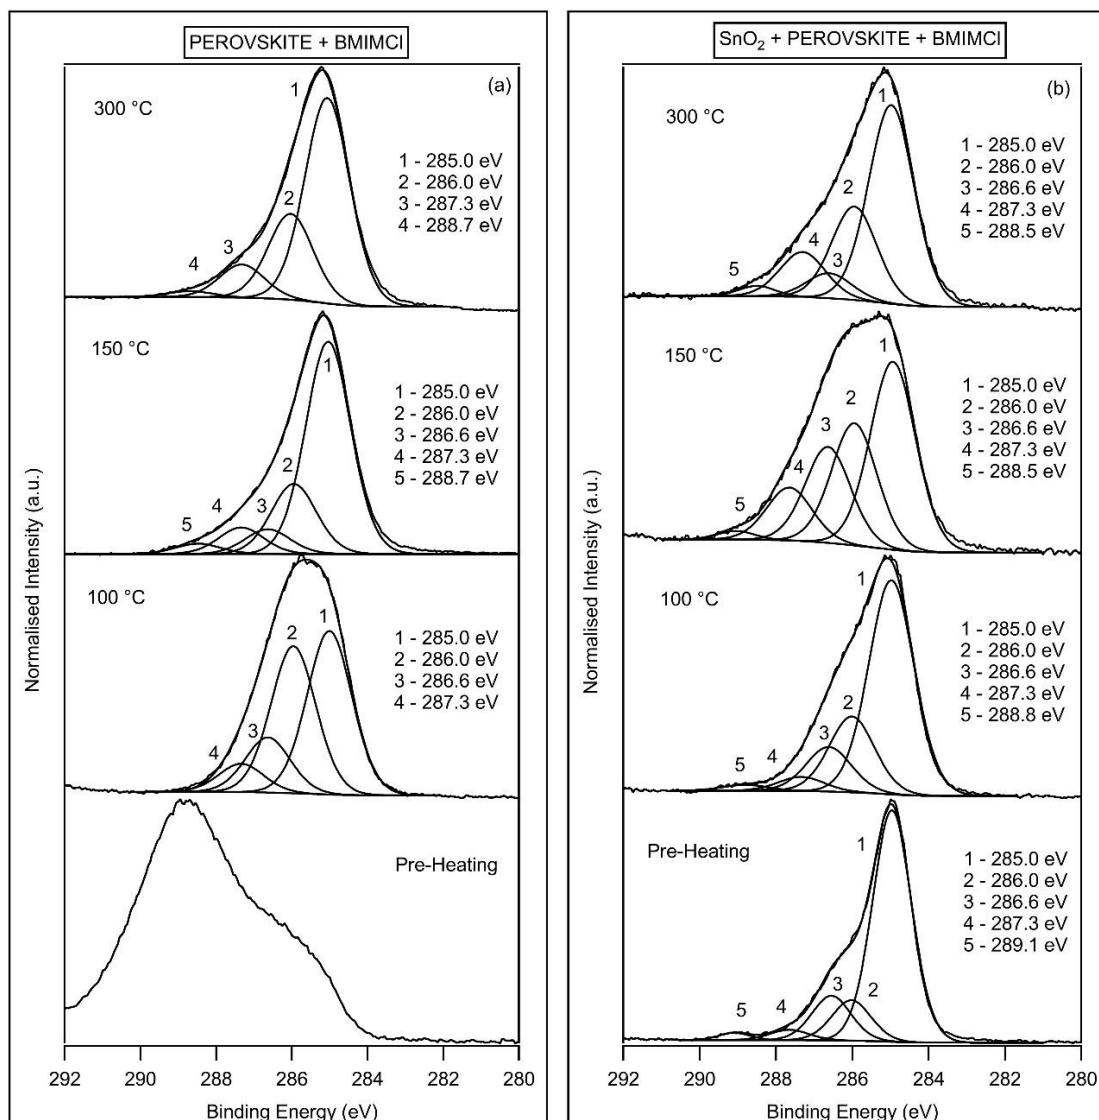 PEROVSKITE + BMIMCl
(a)
300 °C
1
2
3
4
1 - 285.0 eV
2 - 286.0 eV
3 - 287.3 eV
4 - 288.7 eV
150 °C
1
2
3
4
5
1 - 285.0 eV
2 - 286.0 eV
3 - 286.6 eV
4 - 287.3 eV
5 - 288.7 eV
100 °C
1
2
3
4
1 - 285.0 eV
2 - 286.0 eV
3 - 286.6 eV
4 - 287.3 eV
Pre-Heating
Normalised Intensity (a.u.)
292 290 288 286 284 282 280
Binding Energy (eV)
SnO₂ + PEROVSKITE + BMIMCl
(b)
300 °C
1
2
4
3
5
1 - 285.0 eV
2 - 286.0 eV
3 - 286.6 eV
4 - 287.3 eV
5 - 288.5 eV
150 °C
1
2
3
4
5
1 - 285.0 eV
2 - 286.0 eV
3 - 286.6 eV
4 - 287.3 eV
5 - 288.5 eV
100 °C
1
2
3
4
5
1 - 285.0 eV
2 - 286.0 eV
3 - 286.6 eV
4 - 287.3 eV
5 - 288.8 eV
Pre-Heating
1
3
2
4
5
1 - 285.0 eV
2 - 286.0 eV
3 - 286.6 eV
4 - 287.3 eV
5 - 289.1 eV
Normalised Intensity (a.u.)
292 290 288 286 284 282 280
Binding Energy (eV)